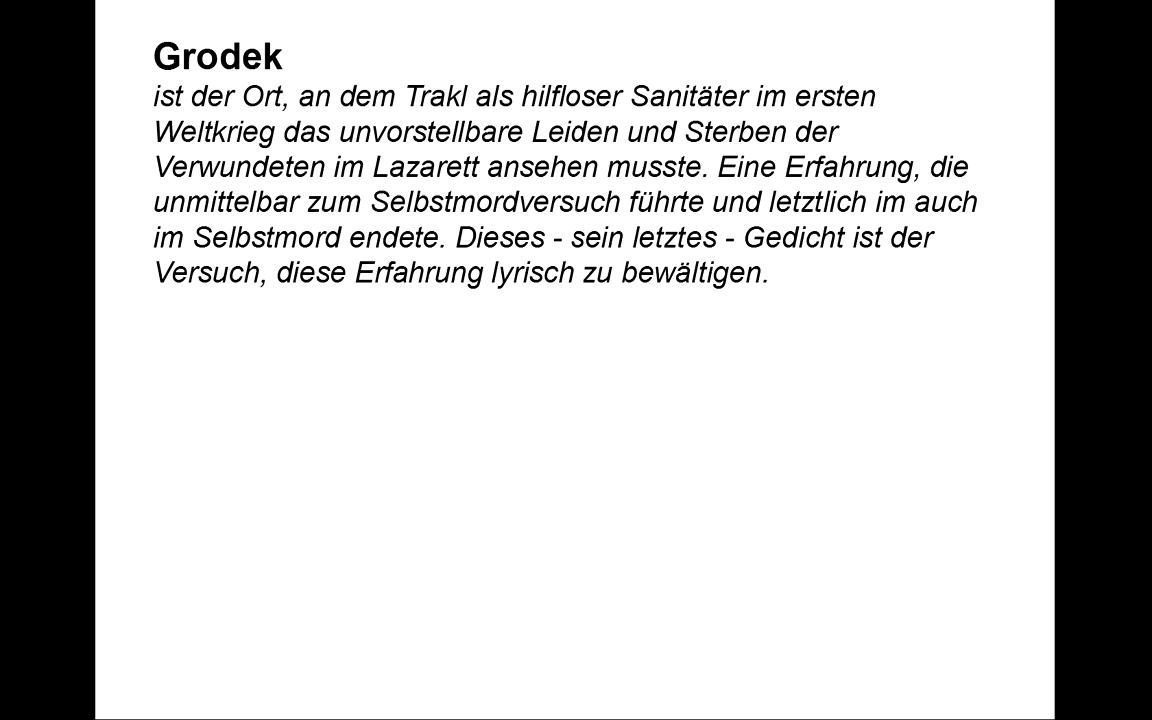 Grodek
ist der Ort, an dem Trakl als hilfloser Sanitäter im ersten
Weltkrieg das unvorstellbare Leiden und Sterben der
Verwundeten im Lazarett ansehen musste. Eine Erfahrung, die
unmittelbar zum Selbstmordversuch führte und letztlich im auch
im Selbstmord endete. Dieses - sein letztes - Gedicht ist der
Versuch, diese Erfahrung lyrisch zu bewältigen.